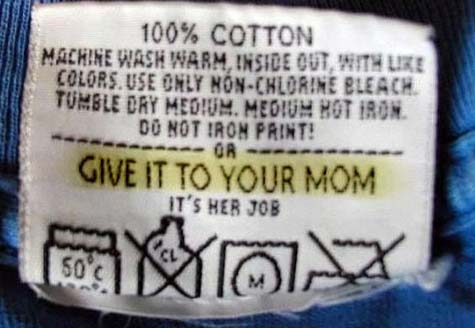 100% COTTON
MACHINE WASH WARM, INSIDE OUT, WITH LIKE
COLORS. USE ONLY NON-CHLORINE BLEACH.
TUMBLE DRY MEDIUM. MEDIUM HOT IRON.
DO NOT IRON PRINT!
OR
GIVE IT TO YOUR MOM
IT'S HER JOB
60°C CL M